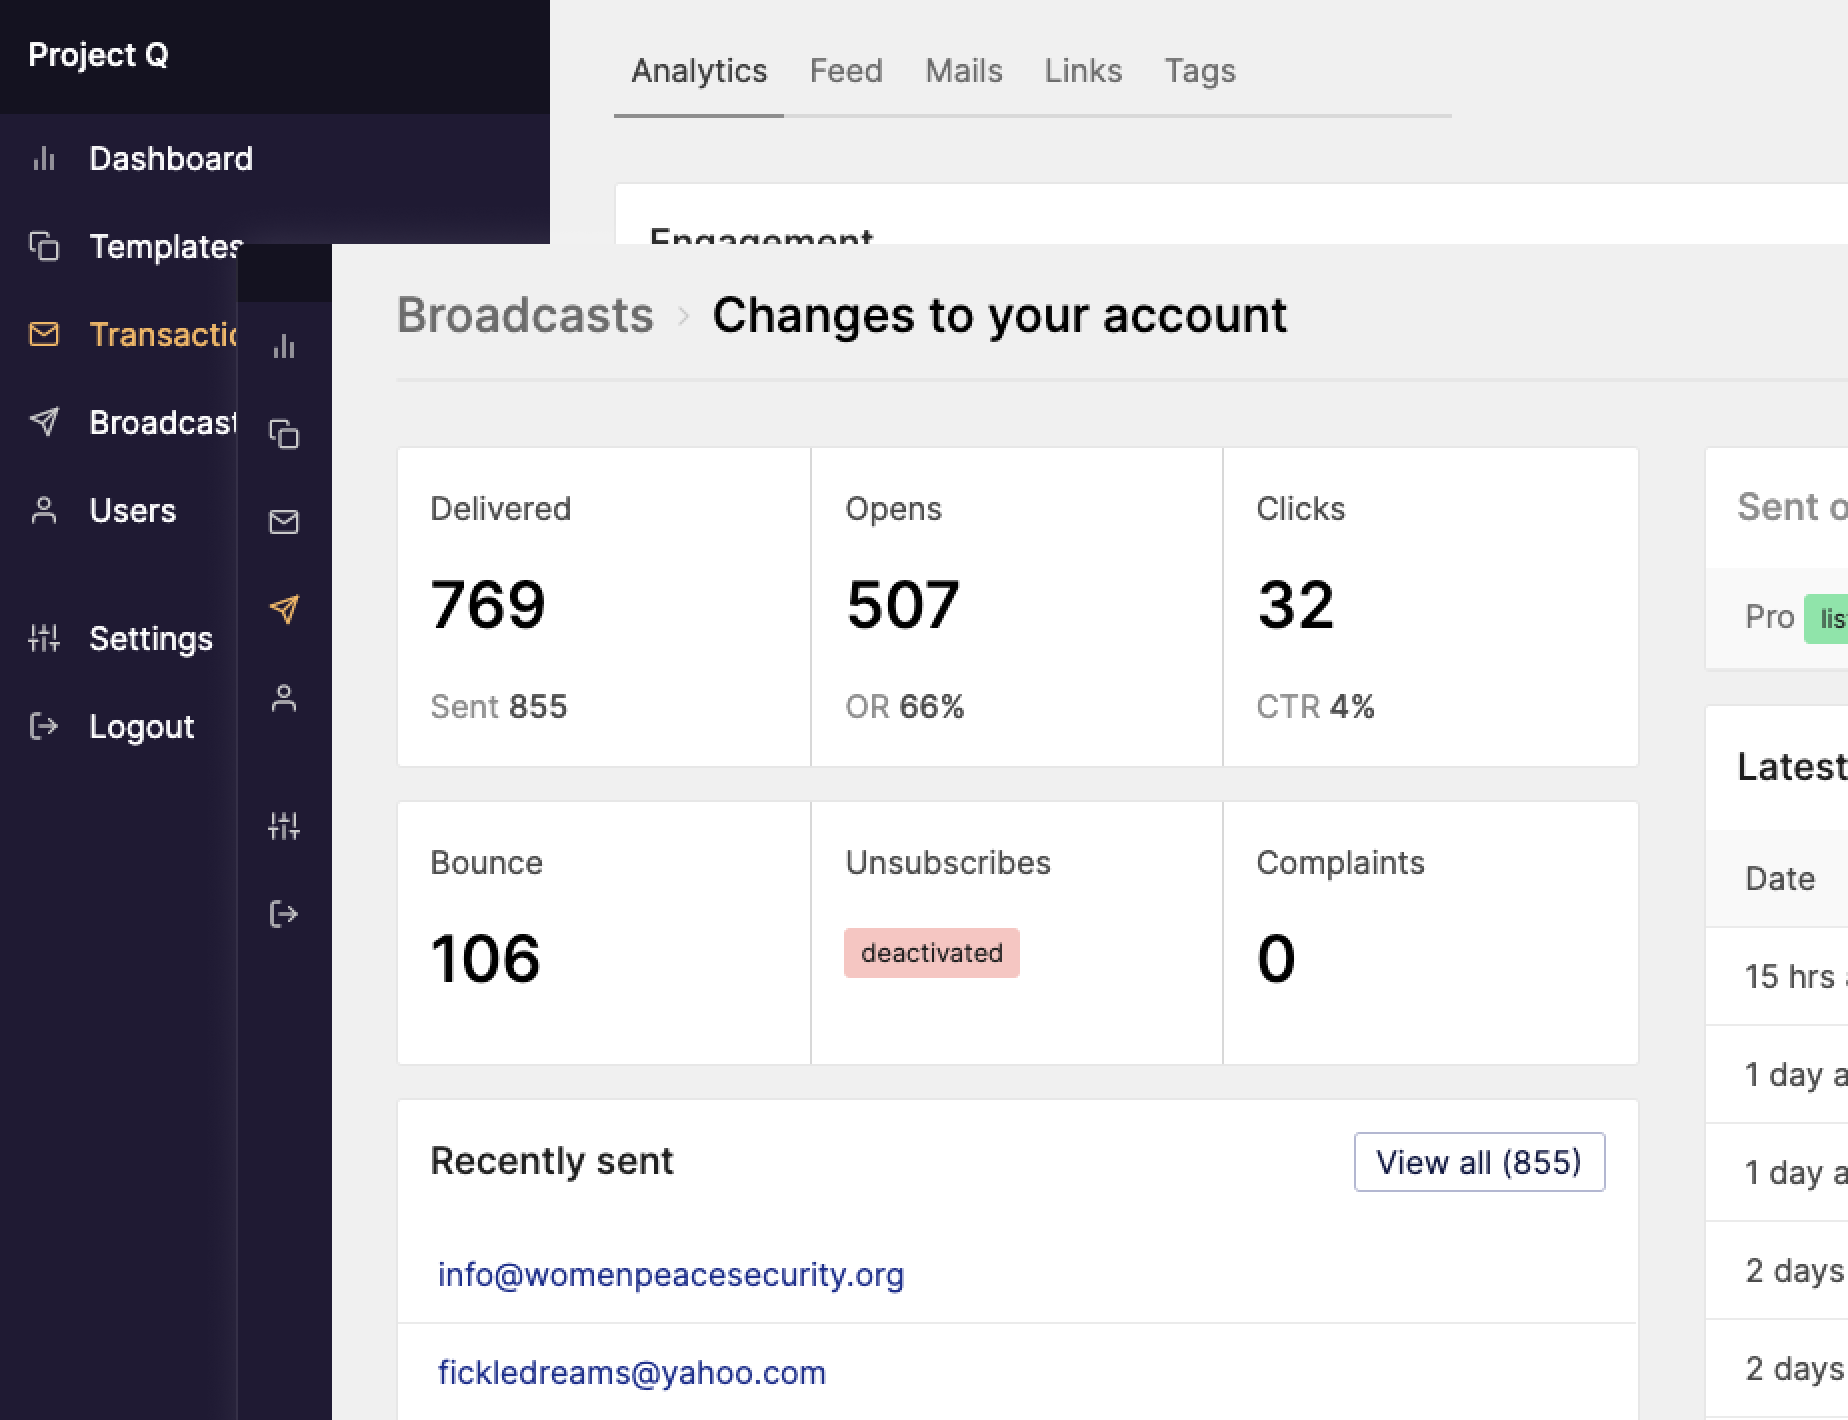 Project Q
Dashboard
Templates
Users
Settings
Logout
Analytics Feed Mails Links Tags
Engagement
Broadcasts › Changes to your account
Delivered
769
Sent 855
Opens
507
OR 66%
Clicks
32
CTR 4%
Bounce
106
Unsubscribes
deactivated
Complaints
0
Recently sent
View all (855)
info@womenpeacesecurity.org
fickledreams@yahoo.com
Sent
Pro
Latest
Date
15 hrs
1 day
1 day
2 days
2 days